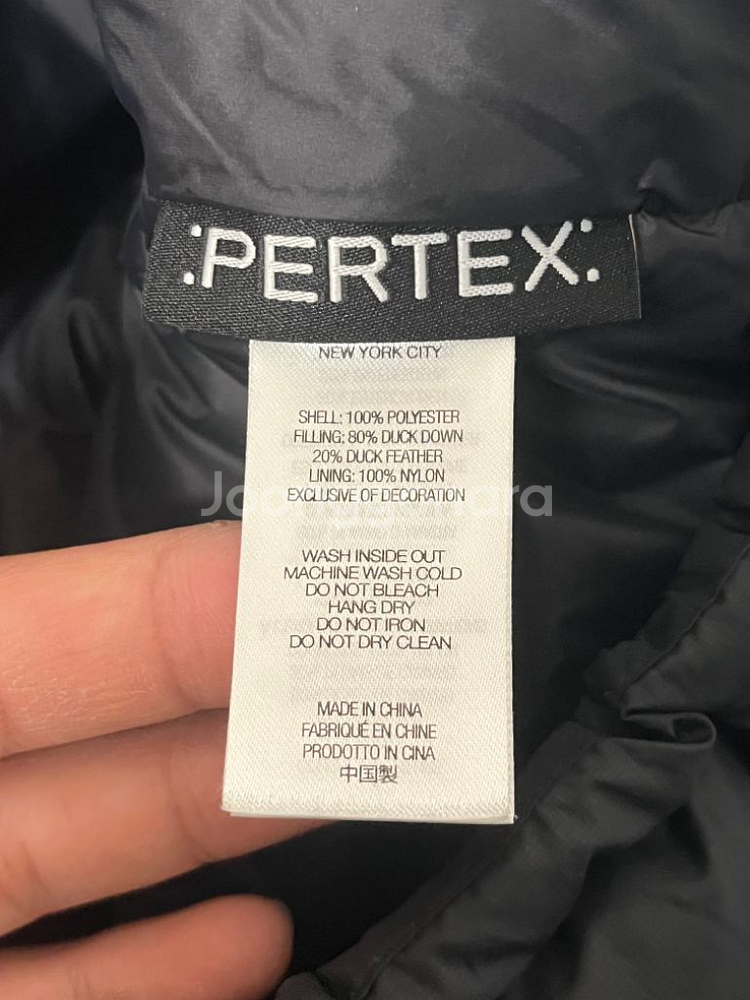 PERTEX
NEW YORK CITY
SHELL: 100% POLYESTER
FILLING: 80% DUCK DOWN
20% DUCK FEATHER
LINING: 100% NYLON
EXCLUSIVE OF DECORATION
WASH INSIDE OUT
MACHINE WASH COLD
DO NOT BLEACH
HANG DRY
DO NOT IRON
DO NOT DRY CLEAN
MADE IN CHINA
FABRIQUÉ EN CHINE
PRODOTTO IN CINA
中国製